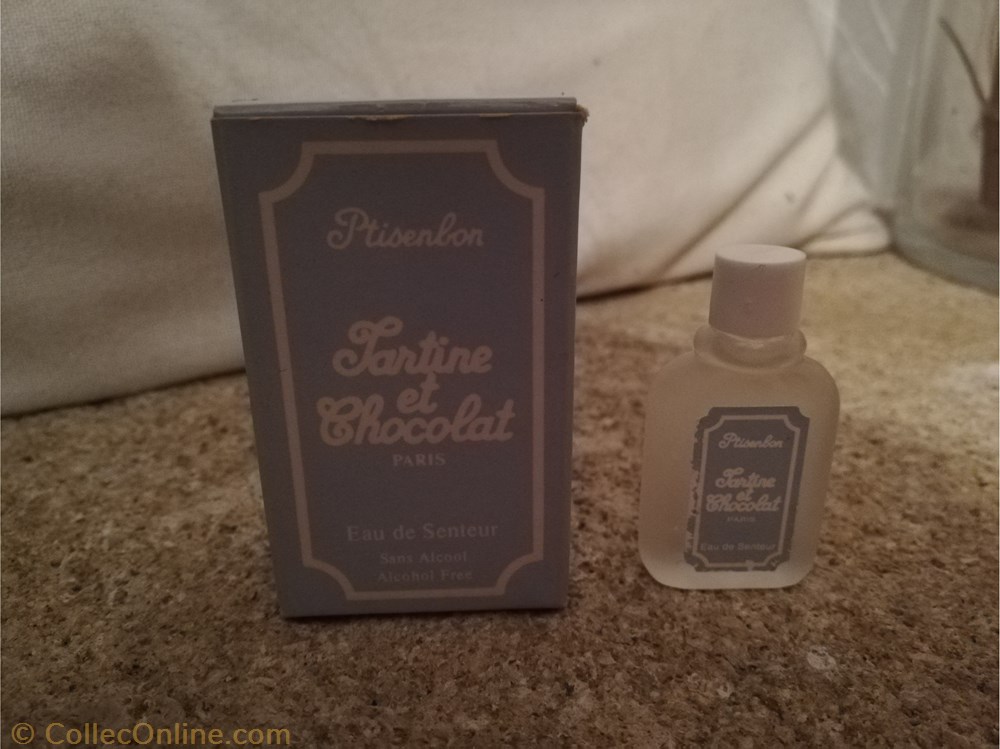 Ptisenbon
Tartine
et
Chocolat
PARIS
Eau de Senteur
Sans Alcool
Alcohol Free
Ptisenbon
Tartine
et
Chocolat
PARIS
Eau de Senteur
© CollecOnline.com